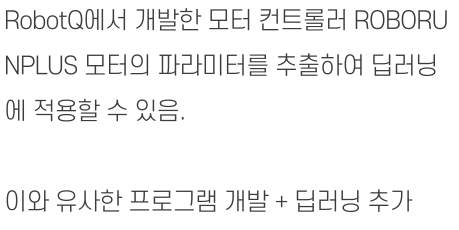 RobotQ에서 개발한 모터 컨트롤러 ROBORU
NPLUS 모터의 파라미터를 추출하여 딥러닝
에 적용할 수 있음.
이와 유사한 프로그램 개발 + 딥러닝 추가